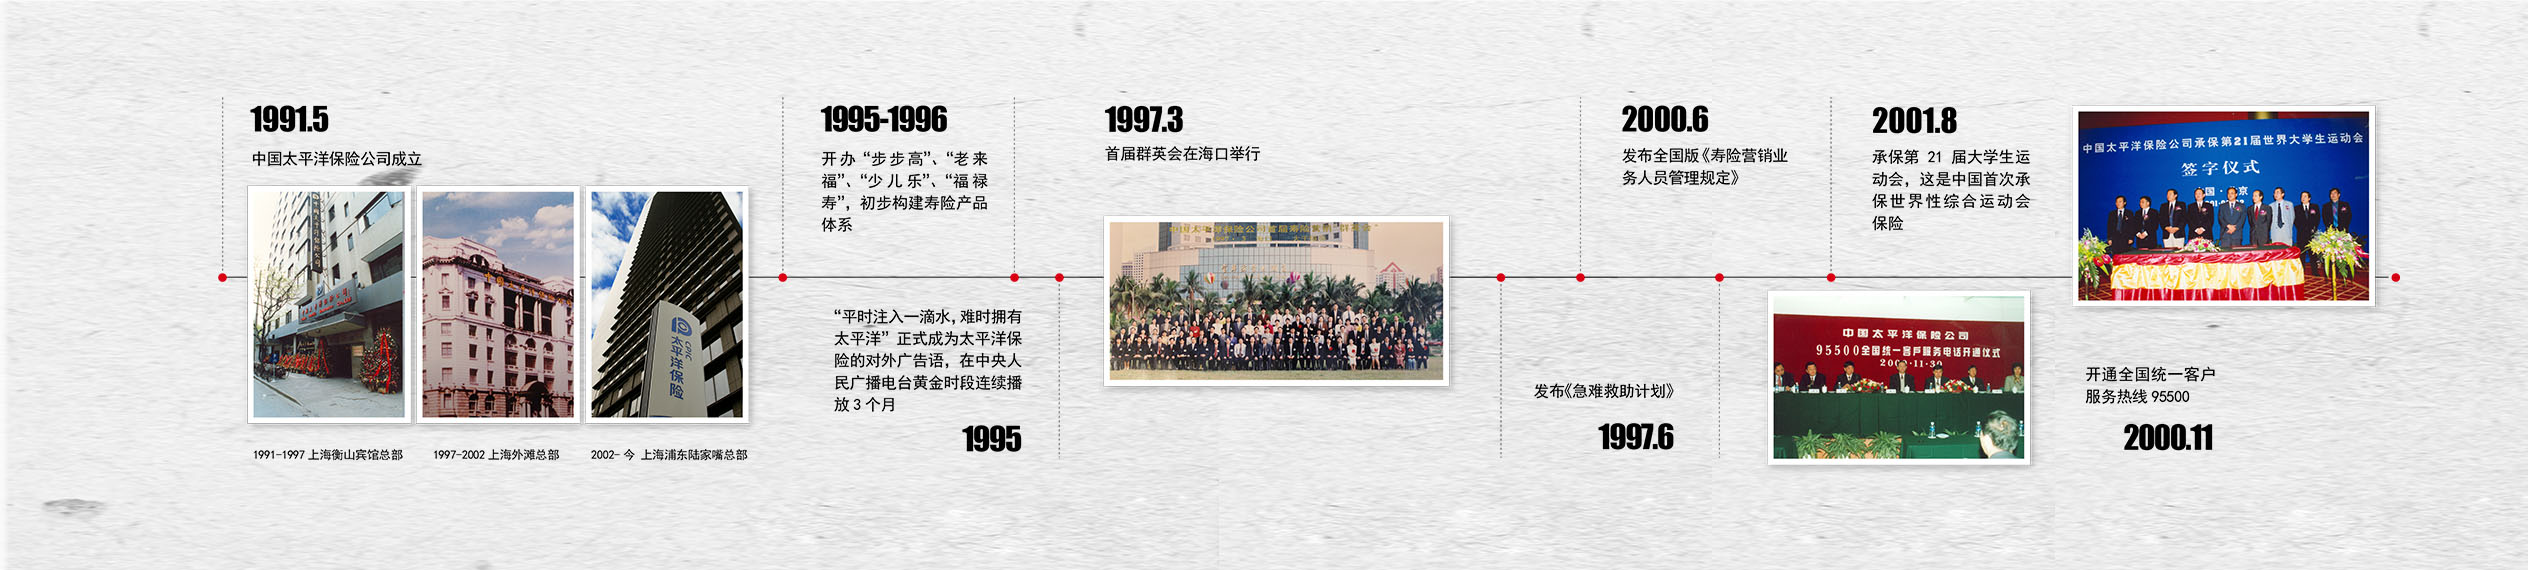 1991.5
中国太平洋保险公司成立
CPIC
太平洋保险
1991-1997 上海衡山宾馆总部
1997-2002 上海外滩总部
2002- 今 上海浦东陆家嘴总部
1995-1996
开办“步步高”、“老来
福”、“少儿乐”、“福禄
寿”，初步构建寿险产品
体系
“平时注入一滴水，难时拥有
太平洋” 正式成为太平洋保
险的对外广告语，在中央人
民广播电台黄金时段连续播
放 3 个月
1995
1997.3
首届群英会在海口举行
发布《急难救助计划》
1997.6
2000.6
发布全国版《寿险营销业
务人员管理规定》
中国太平洋保险公司
95500全国统一客户服务电话开通仪式
2000·11·30
2001.8
承保第 21 届大学生运
动会，这是中国首次承
保世界性综合运动会
保险
中国太平洋保险公司承保第21届世界大学生运动会
签字仪式
开通全国统一客户
服务热线 95500
2000.11